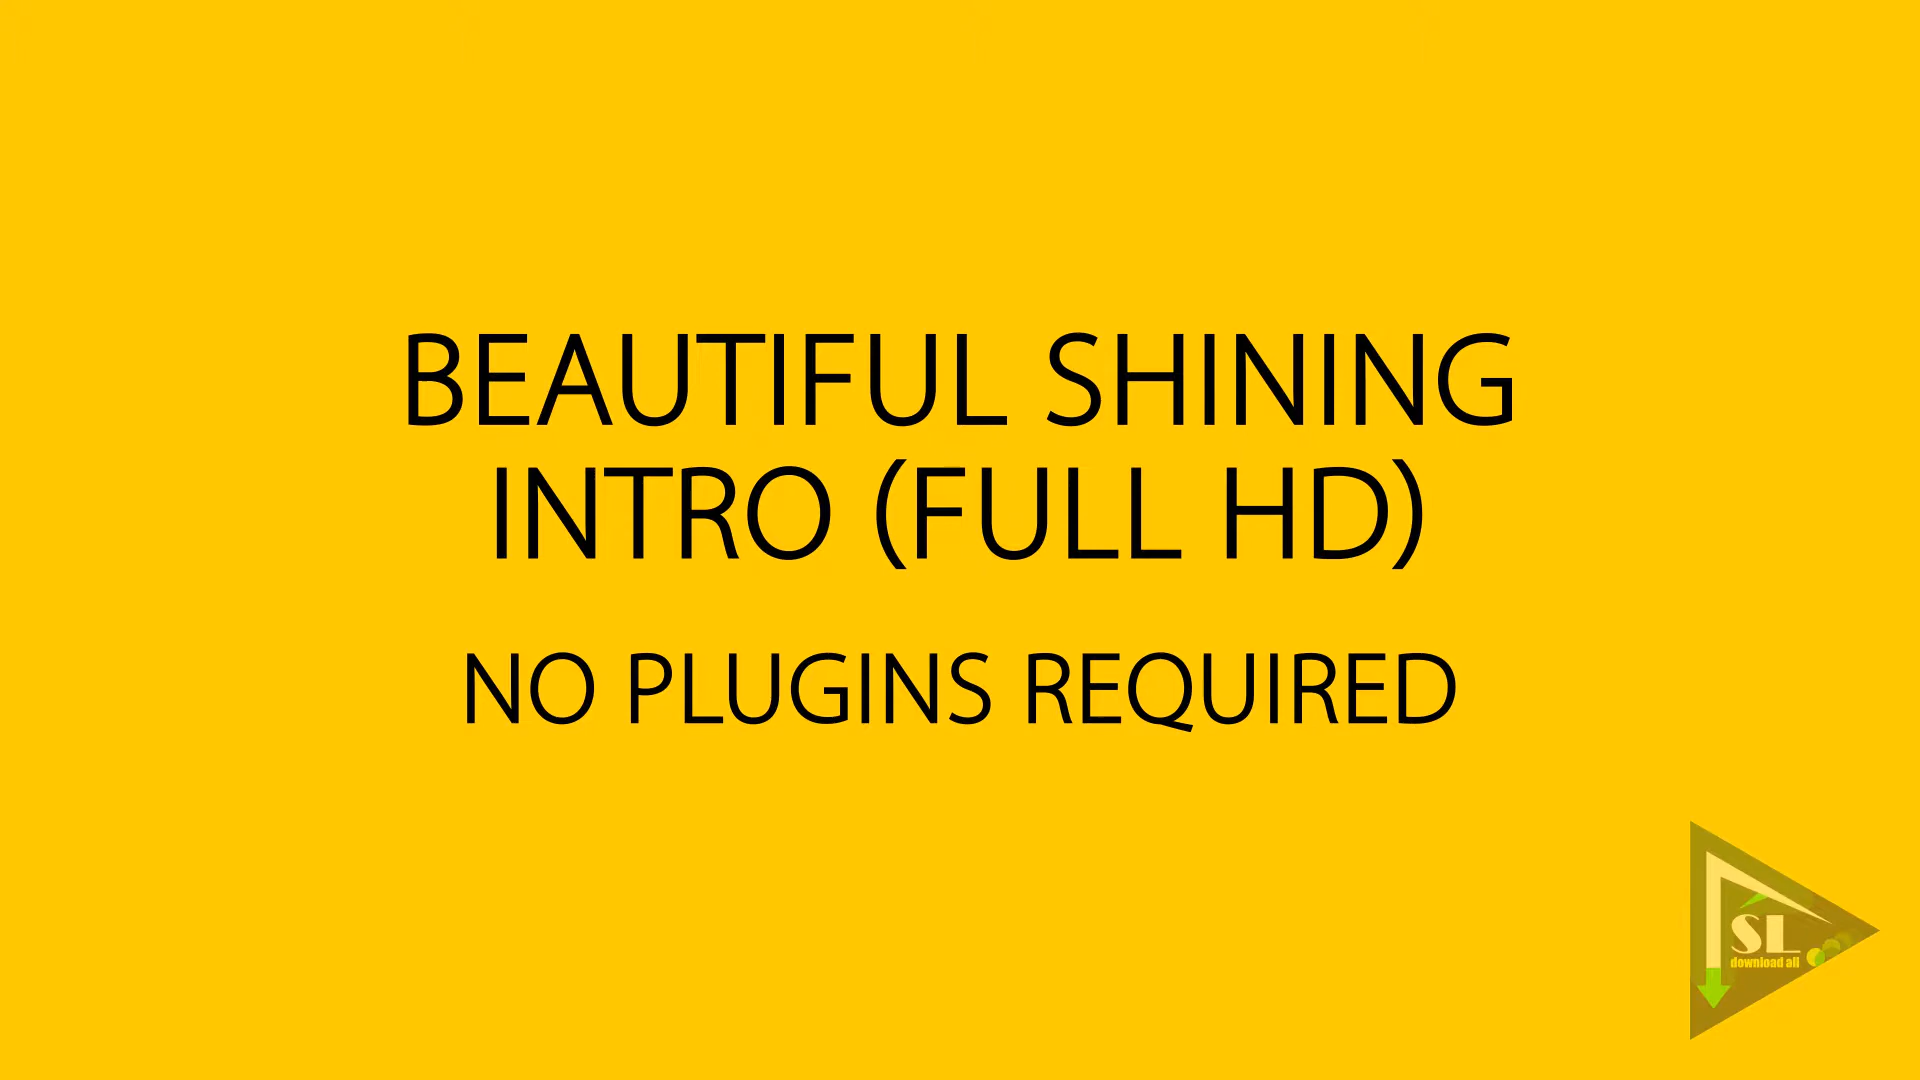 BEAUTIFUL SHINING
INTRO (FULL HD)
NO PLUGINS REQUIRED
SL
download all